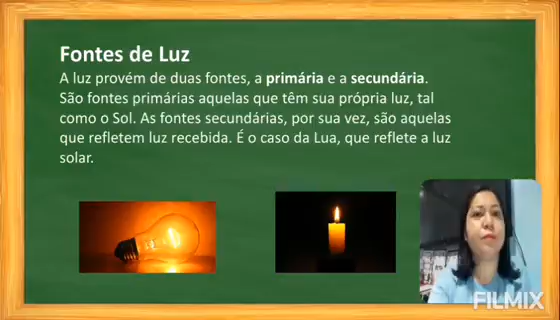 Fontes de Luz
A luz provém de duas fontes, a primária e a secundária.
São fontes primárias aquelas que têm sua própria luz, tal
como o Sol. As fontes secundárias, por sua vez, são aquelas
que refletem luz recebida. É o caso da Lua, que reflete a luz
solar.
FILMIX